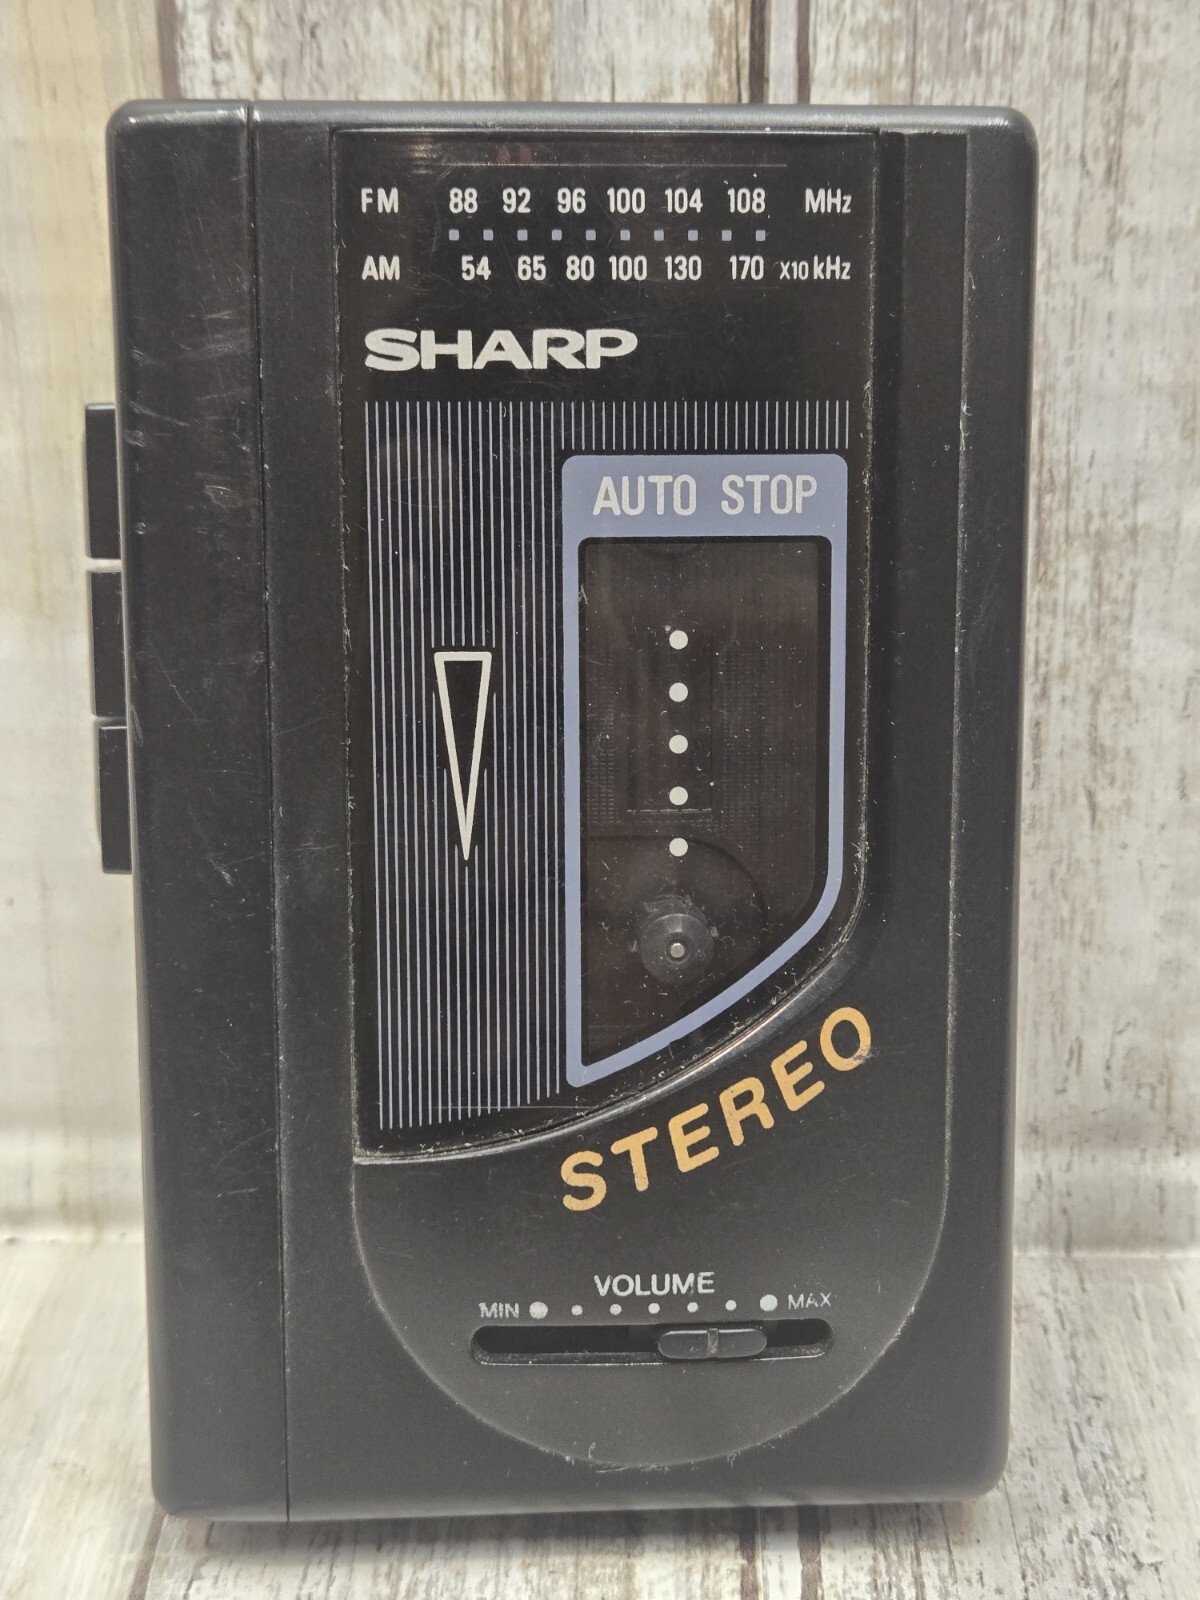 FM 88 92 96 100 104 108 MHz
AM 54 65 80 100 130 170 X10 kHz
SHARP
AUTO STOP
STEREO
VOLUME
MIN MAX